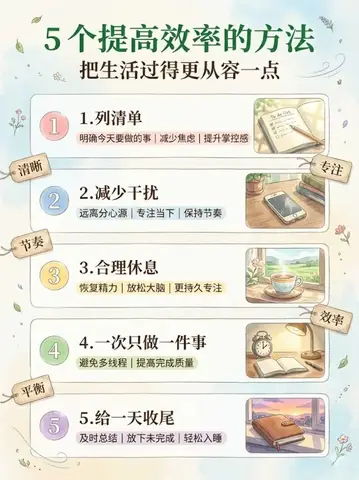 5个提高效率的方法
把生活过得更从容一点
1
1.列清单
明确今天要做的事 | 减少焦虑 | 提升掌控感
清晰
专注
2
2.减少干扰
远离分心源 | 专注当下 | 保持节奏
节奏
3
3.合理休息
恢复精力 | 放松大脑 | 更持久专注
效率
4
4.一次只做一件事
避免多线程 | 提高完成质量
平衡
5
5.给一天收尾
及时总结 | 放下未完成 | 轻松入睡